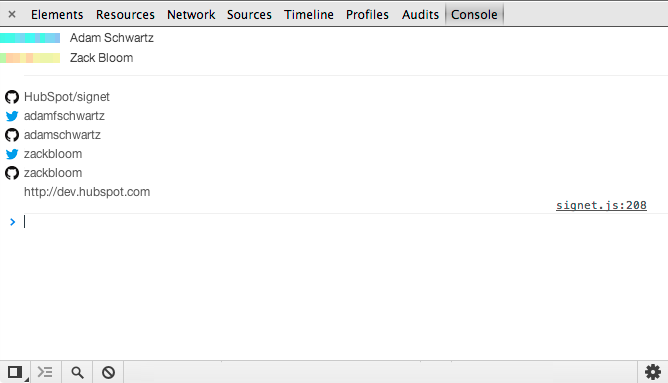 × Elements Resources Network Sources Timeline Profiles Audits Console
Adam Schwartz
Zack Bloom
HubSpot/signet
adamfschwartz
adamschwartz
zackbloom
zackbloom
http://dev.hubspot.com
signet.js:208
>